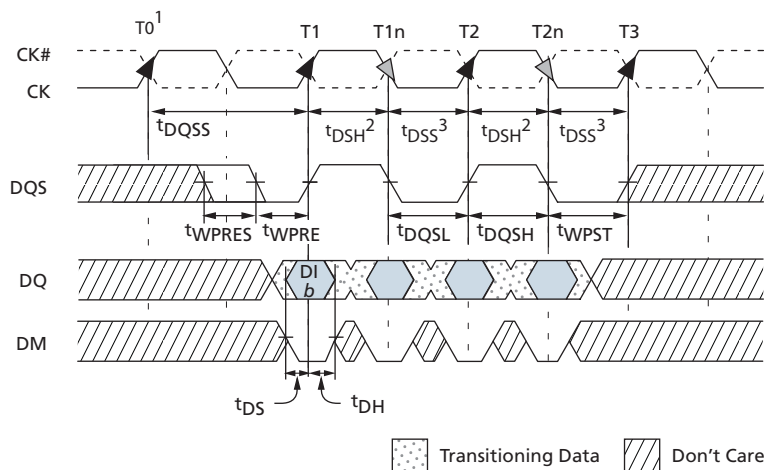 T0¹ T1 T1n T2 T2n T3
CK#
CK
tDQSS tDSH² tDSS³ tDSH² tDSS³
DQS
tWPRES tWPRE tDQSL tDQSH tWPST
DQ
DI
b
DM
tDS tDH
Transitioning Data Don't Care